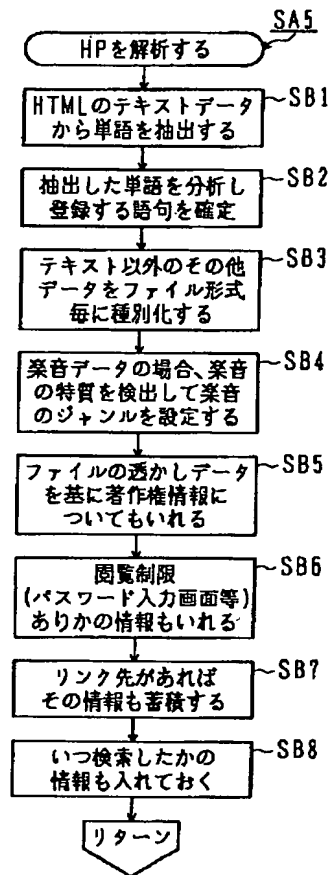 SA5
HPを解析する
HTMLのテキストデータ
から単語を抽出する
SB1
抽出した単語を分析し
登録する語句を確定
SB2
テキスト以外のその他
データをファイル形式
毎に種別化する
SB3
楽音データの場合、楽音
の特質を検出して楽音
のジャンルを設定する
SB4
ファイルの透かしデータ
を基に著作権情報に
ついてもいれる
SB5
閲覧制限
(パスワード入力画面等)
ありかの情報もいれる
SB6
リンク先があれば
その情報も蓄積する
SB7
いつ検索したかの
情報も入れておく
SB8
リターン